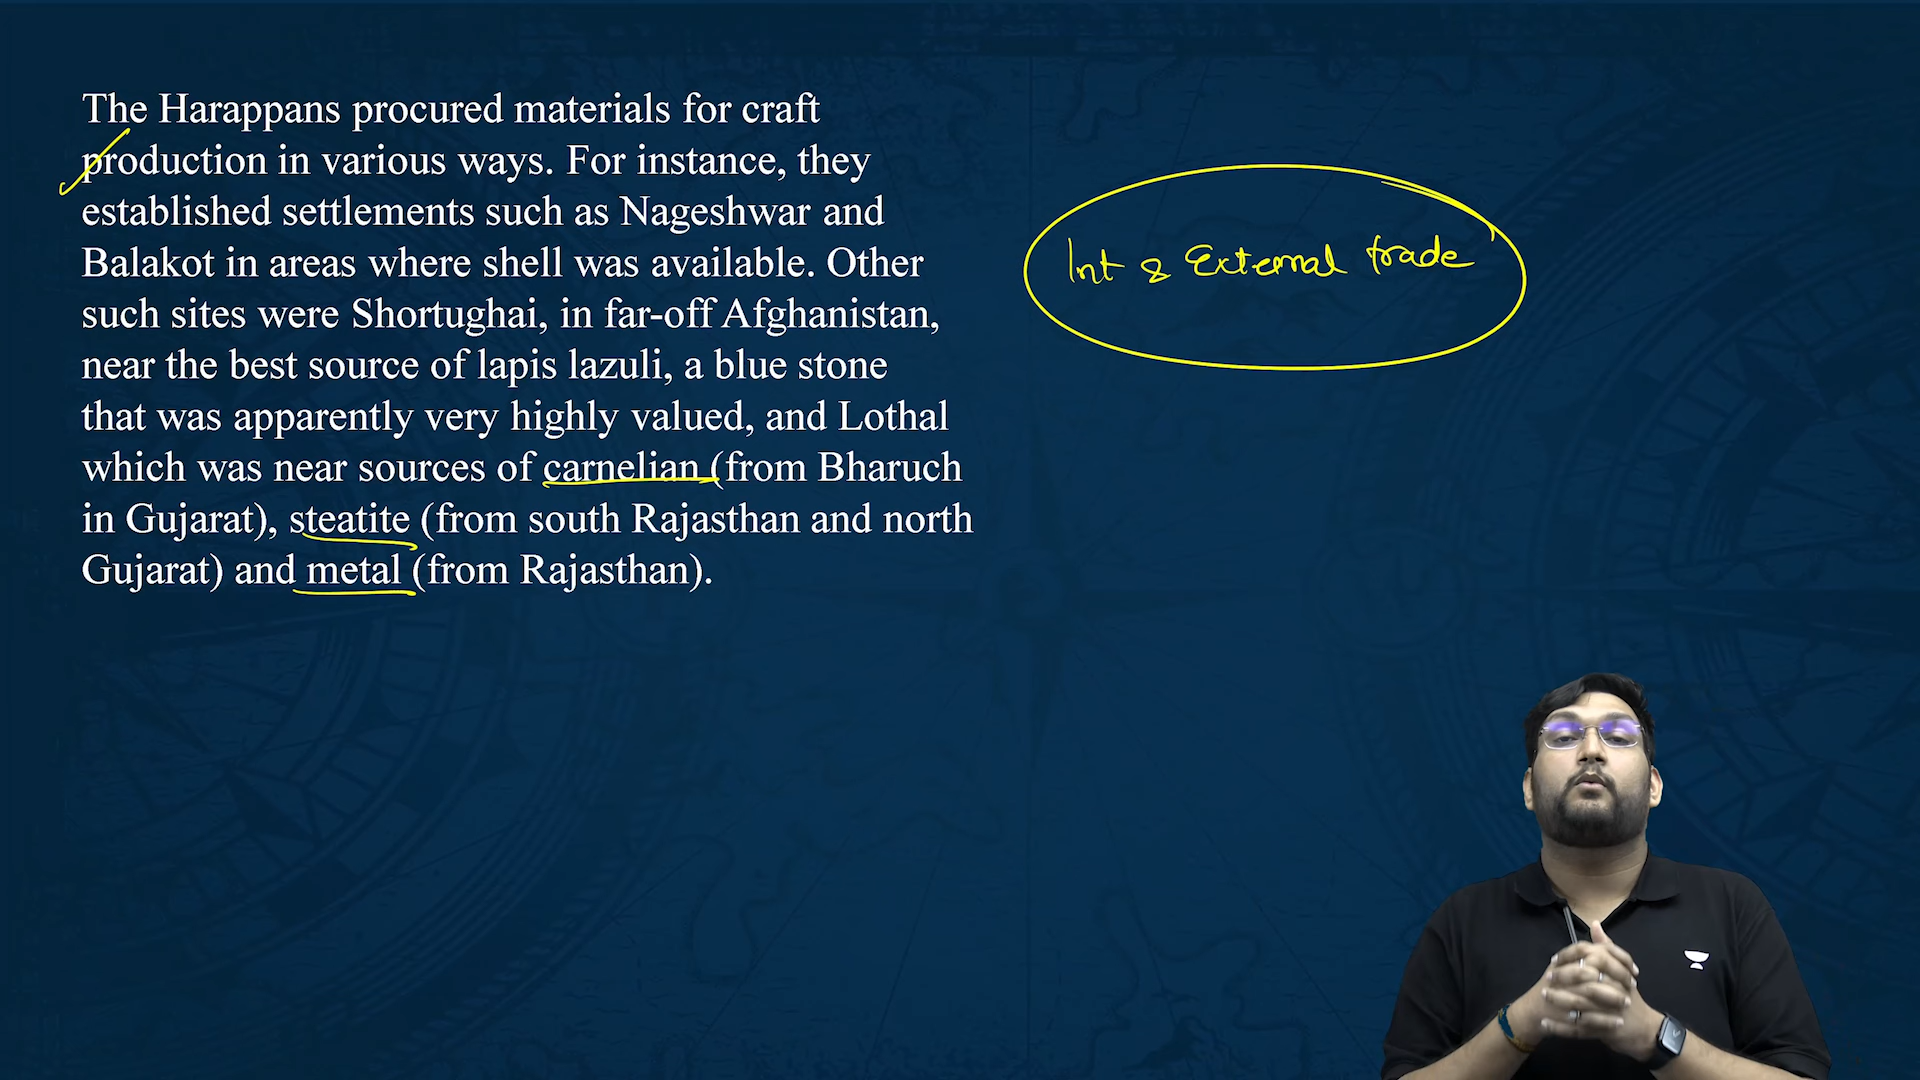 The Harappans procured materials for craft
production in various ways. For instance, they
established settlements such as Nageshwar and
Balakot in areas where shell was available. Other
such sites were Shortughai, in far-off Afghanistan,
near the best source of lapis lazuli, a blue stone
that was apparently very highly valued, and Lothal
which was near sources of carnelian (from Bharuch
in Gujarat), steatite (from south Rajasthan and north
Gujarat) and metal (from Rajasthan).
Int & External trade